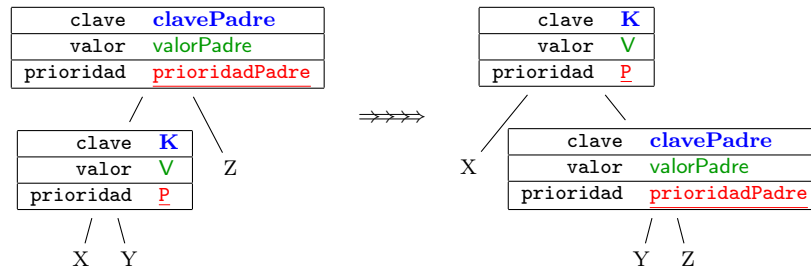 clave clavePadre
valor valorPadre
prioridad prioridadPadre
clave K
valor V
prioridad P
Z
X Y
clave K
valor V
prioridad P
X
clave clavePadre
valor valorPadre
prioridad prioridadPadre
Y Z